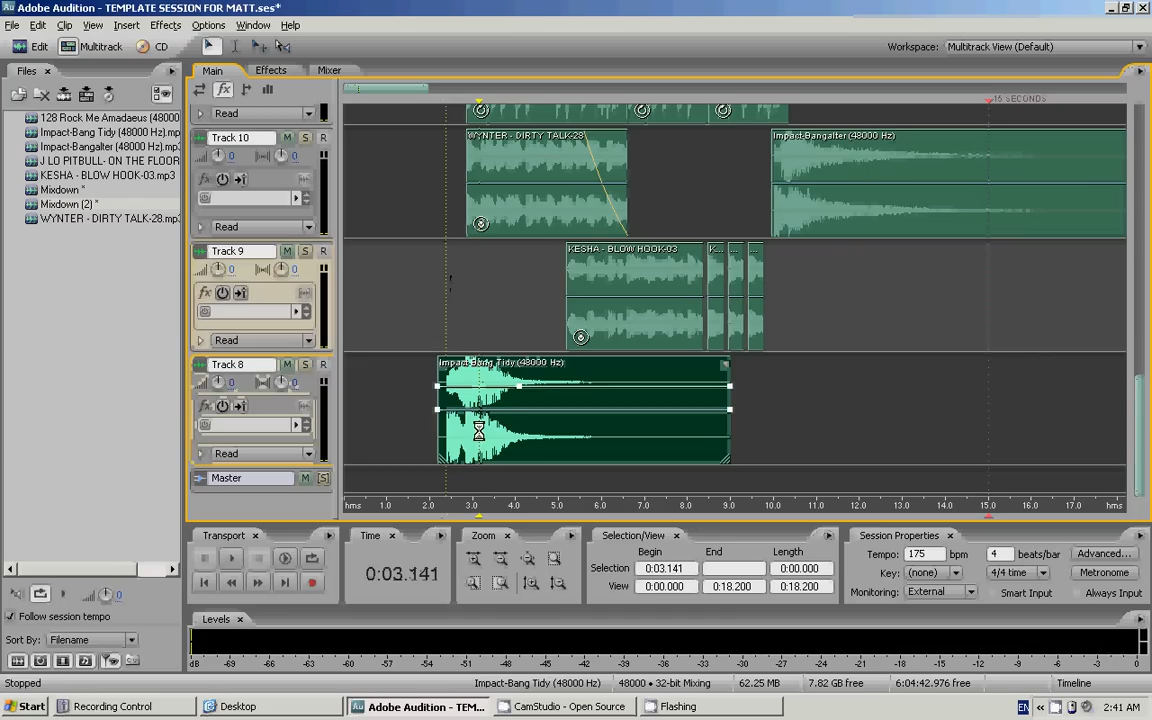 Adobe Audition - TEMPLATE SESSION FOR MATT.ses*
File Edit Clip View Insert Effects Options Window Help
Edit Multitrack CD Workspace: Multitrack View (Default)
Files × Main Effects Mixer
15 SECONDS
Read
128 Rock Me Amadaeus (48000
Impact-Bang Tidy (48000 Hz).mp
Impact-Bangalter (48000 Hz).mp
J LO PITBULL- ON THE FLOOR
KESHA - BLOW HOOK-03.mp3
Mixdown *
Mixdown (2) *
WYNTER - DIRTY TALK-28.mp3
Track 10 M S R
0 0
fx
Read
WYNTER - DIRTY TALK-28
Impact-Bangalter (48000 Hz)
Track 9 M S R
0 0
fx
Read
KESHA - BLOW HOOK-03
K... ... ...
Track 8 M S R
0 0
fx
Read
Impact-Bang Tidy (48000 Hz)
Master M S
hms 1.0 2.0 3.0 4.0 5.0 6.0 7.0 8.0 9.0 10.0 11.0 12.0 13.0 14.0 15.0 16.0 17.0 hms
Transport × Time × Zoom × Selection/View × Session Properties ×
Begin End Length
Selection 0:03.141 0:00.000
View 0:00.000 0:18.200 0:18.200
0:03.141
Tempo: 175 bpm 4 beats/bar Advanced...
Key: (none) 4/4 time Metronome
Monitoring: External Smart Input Always Input
0
Follow session tempo
Sort By: Filename
Levels ×
dB -69 -66 -63 -60 -57 -54 -51 -48 -45 -42 -39 -36 -33 -30 -27 -24 -21 -18 -15 -12 -9 -6 -3 0
Stopped Impact-Bang Tidy (48000 Hz) 48000 • 32-bit Mixing 62.25 MB 7.82 GB free 6:04:42.976 free Timeline
Start Recording Control Desktop Adobe Audition - TEM... CamStudio - Open Source ... Flashing EN 2:41 AM